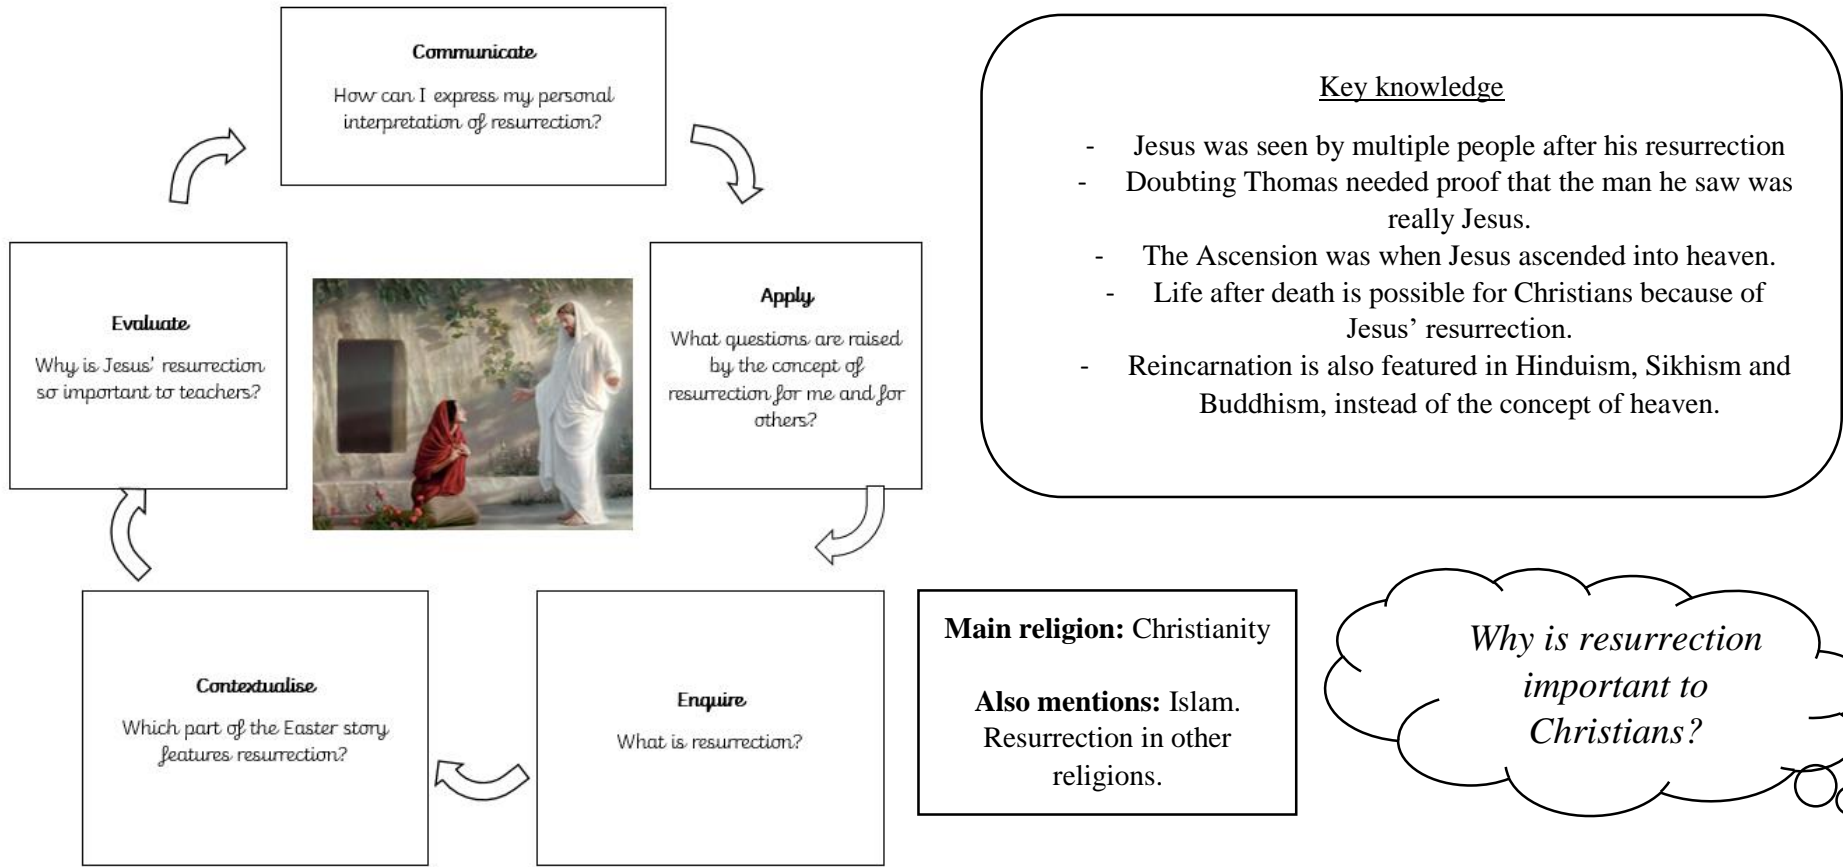 Communicate
How can I express my personal
interpretation of resurrection?
Evaluate
Why is Jesus' resurrection
so important to teachers?
Apply
What questions are raised
by the concept of
resurrection for me and for
others?
Contextualise
Which part of the Easter story
features resurrection?
Enquire
What is resurrection?
Key knowledge
- Jesus was seen by multiple people after his resurrection
- Doubting Thomas needed proof that the man he saw was
really Jesus.
- The Ascension was when Jesus ascended into heaven.
- Life after death is possible for Christians because of
Jesus’ resurrection.
- Reincarnation is also featured in Hinduism, Sikhism and
Buddhism, instead of the concept of heaven.
Main religion: Christianity
Also mentions: Islam.
Resurrection in other
religions.
Why is resurrection
important to
Christians?